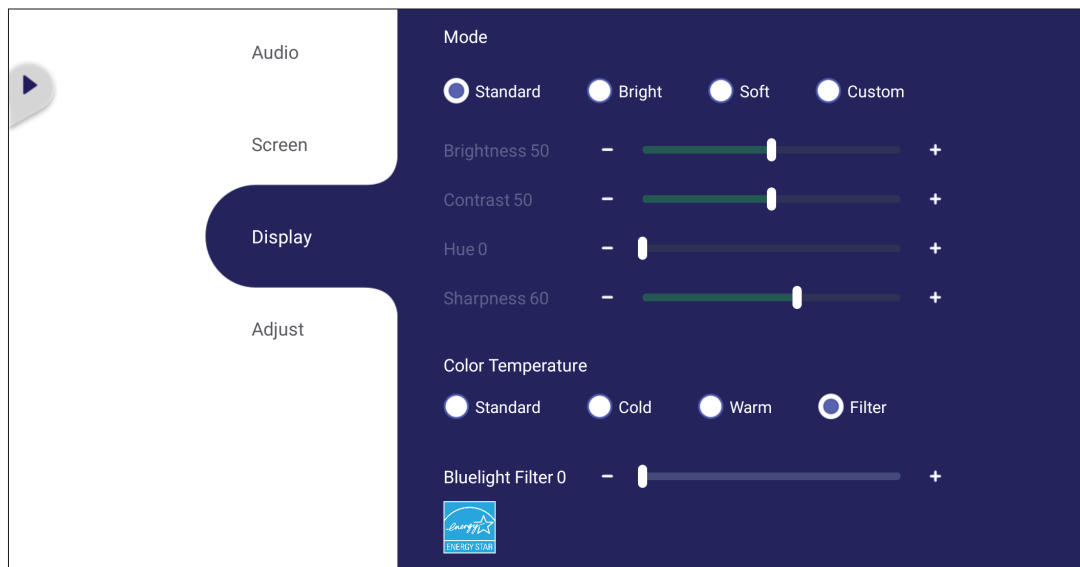 Audio
Screen
Display
Adjust
Mode
Standard Bright Soft Custom
Brightness 50 - +
Contrast 50 - +
Hue 0 - +
Sharpness 60 - +
Color Temperature
Standard Cold Warm Filter
Bluelight Filter 0 - +
energy
ENERGY STAR